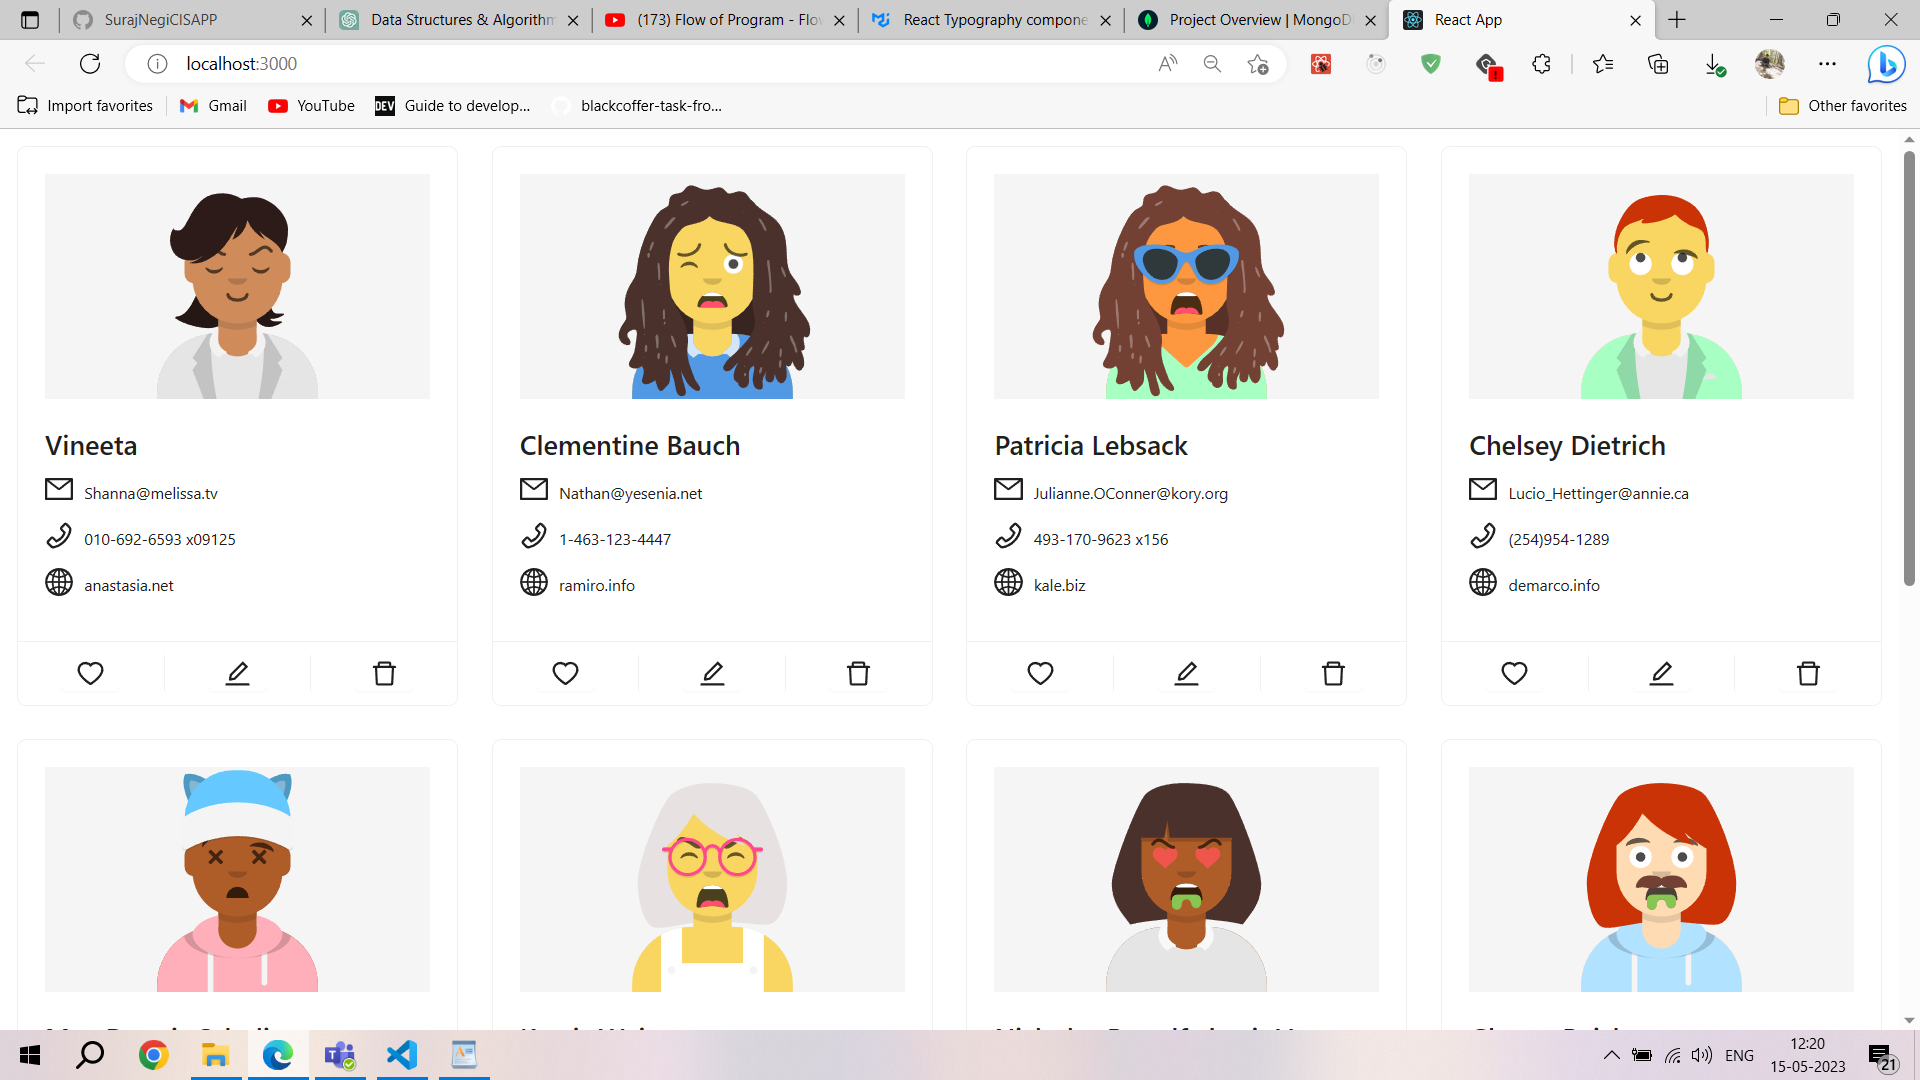 SurajNegiCISAPP
Data Structures & Algorithm
(173) Flow of Program - Flo
React Typography compone
Project Overview | MongoD
React App
localhost:3000
Import favorites
Gmail
YouTube
DEV
Guide to develop...
blackcoffer-task-fro...
Other favorites
Vineeta
Shanna@melissa.tv
010-692-6593 x09125
anastasia.net
Clementine Bauch
Nathan@yesenia.net
1-463-123-4447
ramiro.info
Patricia Lebsack
Julianne.OConner@kory.org
493-170-9623 x156
kale.biz
Chelsey Dietrich
Lucio_Hettinger@annie.ca
(254)954-1289
demarco.info
ENG
12:20
15-05-2023
21